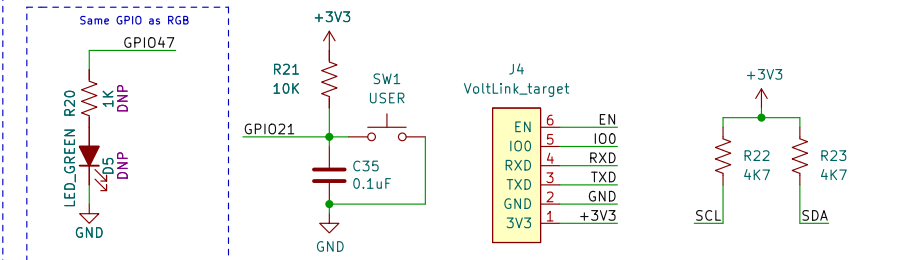 Same GPIO as RGB
GPIO47
R20
1K
DNP
LED_GREEN
D5
DNP
GND
+3V3
R21
10K
SW1
USER
GPIO21
C35
0.1uF
GND
J4
VoltLink_target
EN 6 EN
IO0 5 IO0
RXD 4 RXD
TXD 3 TXD
GND 2 GND
3V3 1 +3V3
+3V3
R22
4K7
R23
4K7
SCL
SDA